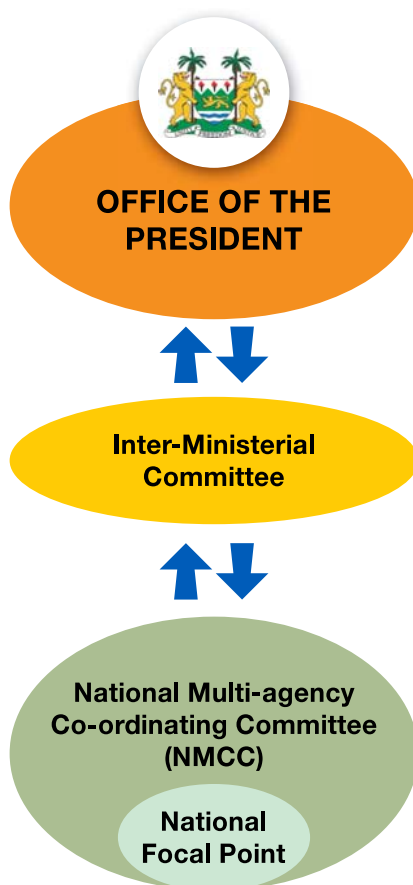 OFFICE OF THE
PRESIDENT
Inter-Ministerial
Committee
National Multi-agency
Co-ordinating Committee
(NMCC)
National
Focal Point